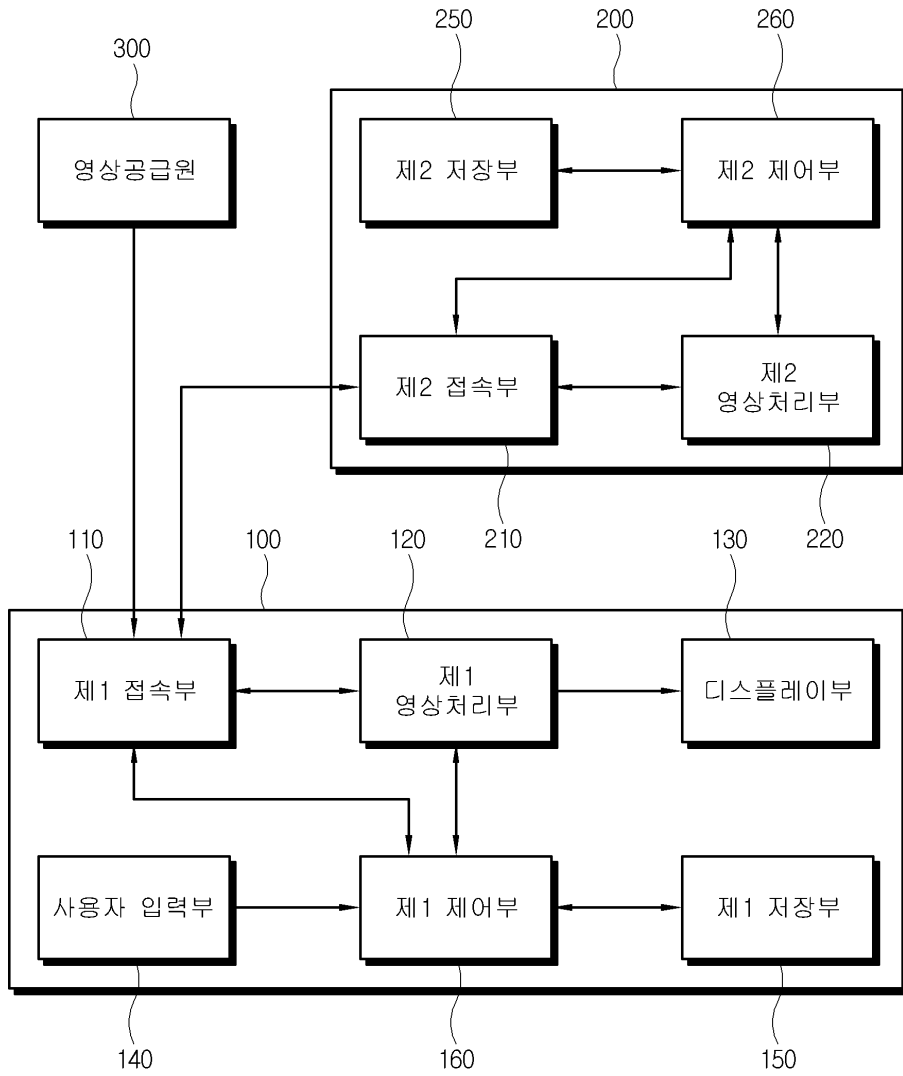 250
200
260
300
영상공급원
제2 저장부
제2 제어부
제2 접속부
제2
영상처리부
110
100
120
210
130
220
제1 접속부
제1
영상처리부
디스플레이부
사용자 입력부
제1 제어부
제1 저장부
140
160
150